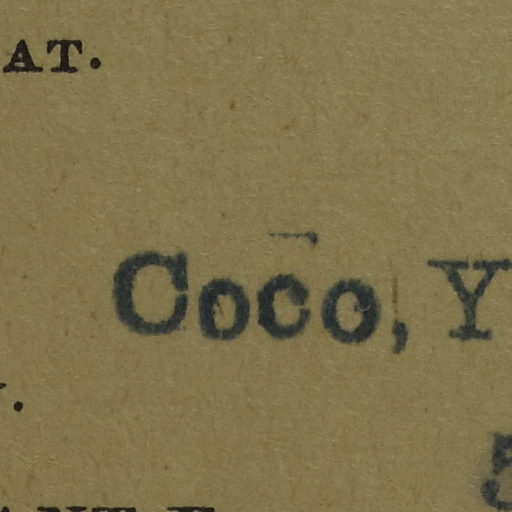 AT.
Coco, Y